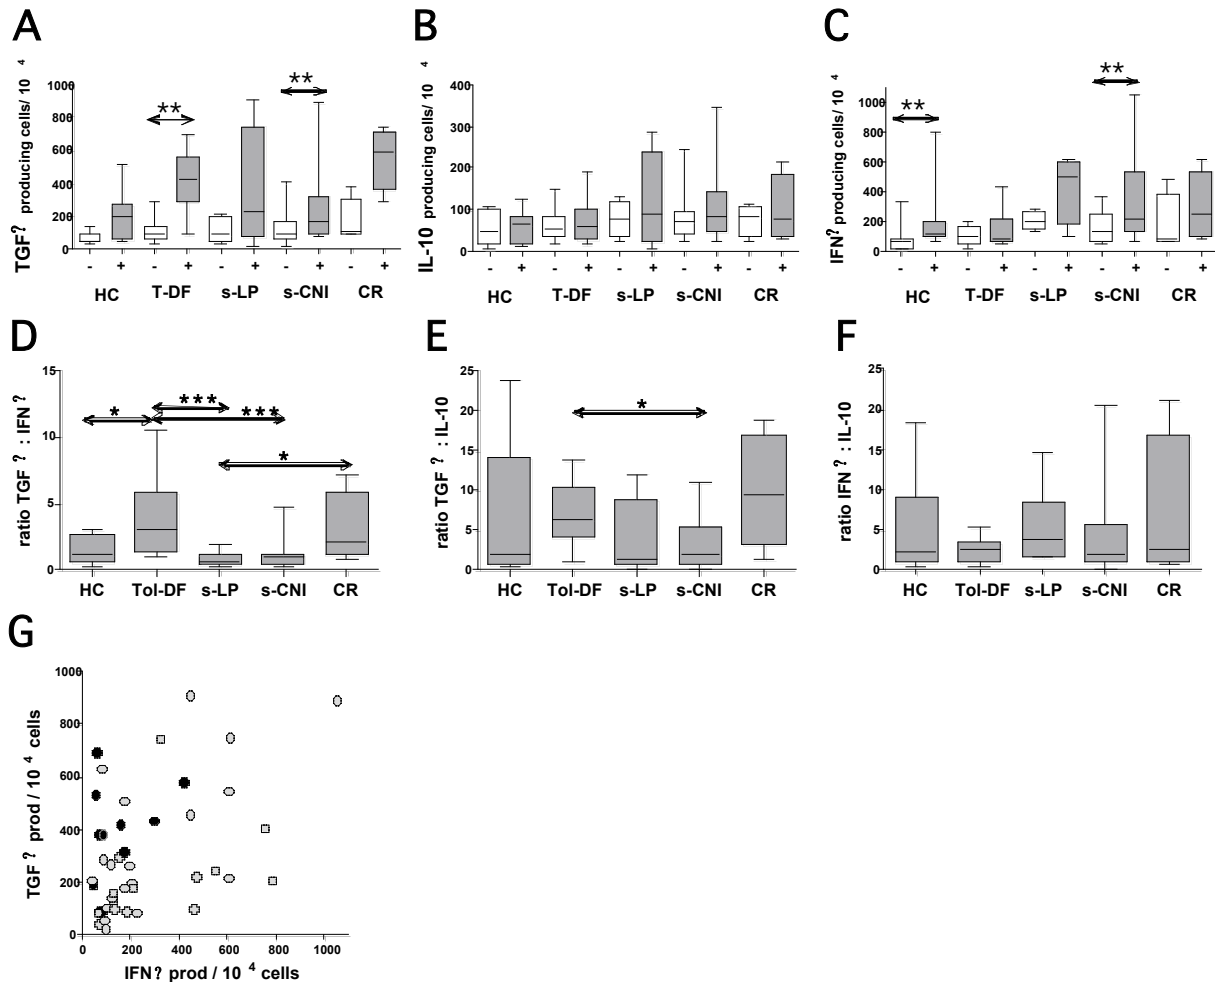 A
TGF? producing cells/ 10 4
1000
800
600
400
200
0
**
**
- + - + - + - + - +
HC T-DF s-LP s-CNI CR
B
IL-10 producing cells/ 10 4
400
300
200
100
0
- + - + - + - + - +
HC T-DF s-LP s-CNI CR
C
IFN? producing cells/ 10 4
1000
800
600
400
200
0
**
**
- + - + - + - + - +
HC T-DF s-LP s-CNI CR
D
ratio TGF ? : IFN?
15
10
5
0
* *** ***
*
HC Tol-DF s-LP s-CNI CR
E
ratio TGF ? : IL-10
25
20
15
10
5
0
*
HC Tol-DF s-LP s-CNI CR
F
ratio IFN ? : IL-10
25
20
15
10
5
0
HC Tol-DF s-LP s-CNI CR
G
TGF ? prod / 10 4 cells
1000
800
600
400
200
0
0 200 400 600 800 1000
IFN? prod / 10 4 cells